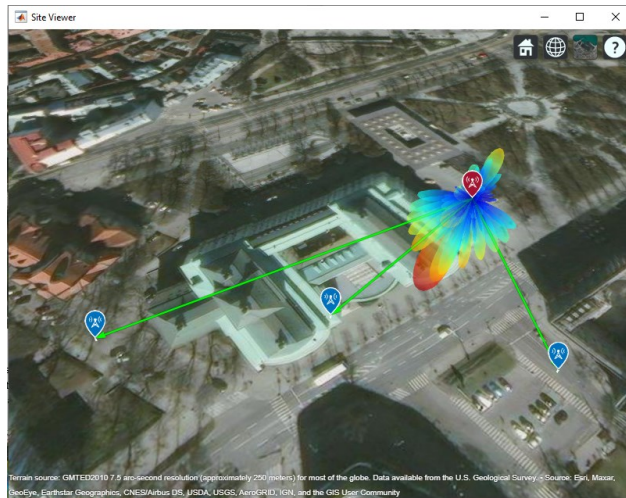 Site Viewer
?
Terrain source: GMTED2010 7.5 arc-second resolution (approximately 250 meters) for most of the globe. Data available from the U.S. Geological Survey. - Source: Esri, Maxar,
GeoEye, Earthstar Geographics, CNES/Airbus DS, USDA, USGS, AeroGRID, IGN, and the GIS User Community